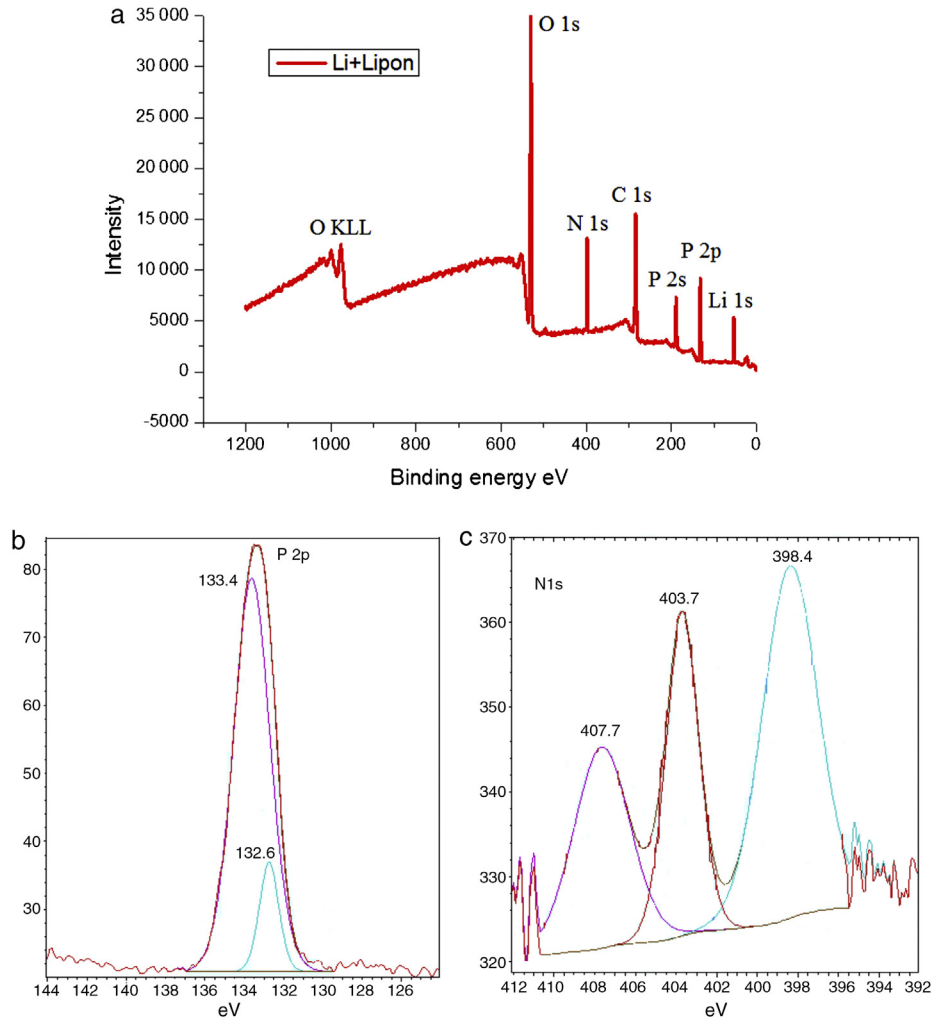 a
35 000
30 000
25 000
20 000
15 000
10 000
5000
0
-5000
Intensity
Li+Lipon
O 1s
O KLL
N 1s
C 1s
P 2s
P 2p
Li 1s
1200 1000 800 600 400 200 0
Binding energy eV
b
P 2p
133.4
132.6
80
70
60
50
40
30
144 142 140 138 136 134 132 130 128 126
eV
c
N1s
407.7
403.7
398.4
370
360
350
340
330
320
412 410 408 406 404 402 400 398 396 394 392
eV